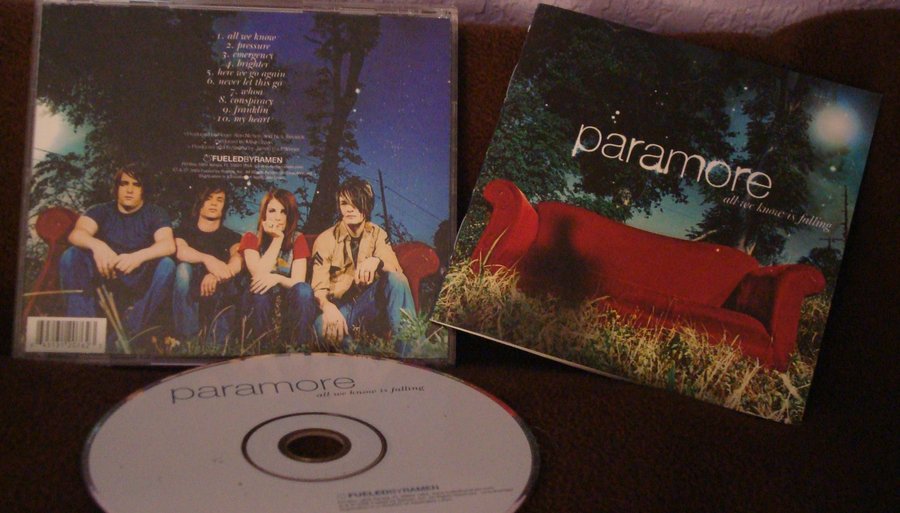 1. all we know
2. pressure
3. emergency
4. brighter
5. here we go again
6. never let this go
7. whoa
8. conspiracy
9. franklin
10. my heart
FUELEDBYRAMEN
paramore
all we know is falling
paramore
all we know is falling
FUELEDBYRAMEN